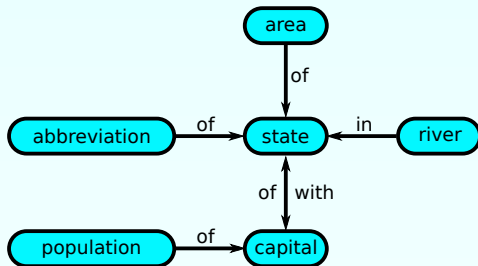 area
of
abbreviation of state in river
of with
population of capital